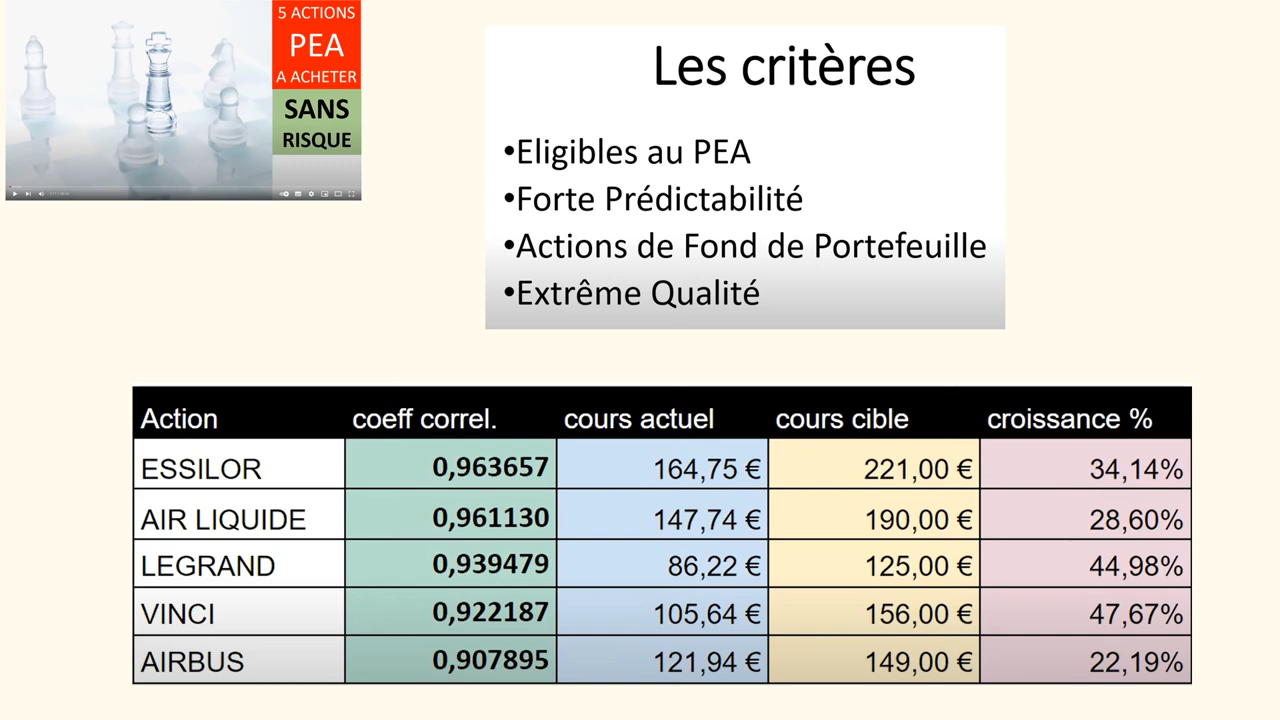 5 ACTIONS
PEA
A ACHETER
SANS
RISQUE
Les critères
•Eligibles au PEA
•Forte Prédictabilité
•Actions de Fond de Portefeuille
•Extrême Qualité
Action coeff correl. cours actuel cours cible croissance %
ESSILOR 0,963657 164,75 € 221,00 € 34,14%
AIR LIQUIDE 0,961130 147,74 € 190,00 € 28,60%
LEGRAND 0,939479 86,22 € 125,00 € 44,98%
VINCI 0,922187 105,64 € 156,00 € 47,67%
AIRBUS 0,907895 121,94 € 149,00 € 22,19%